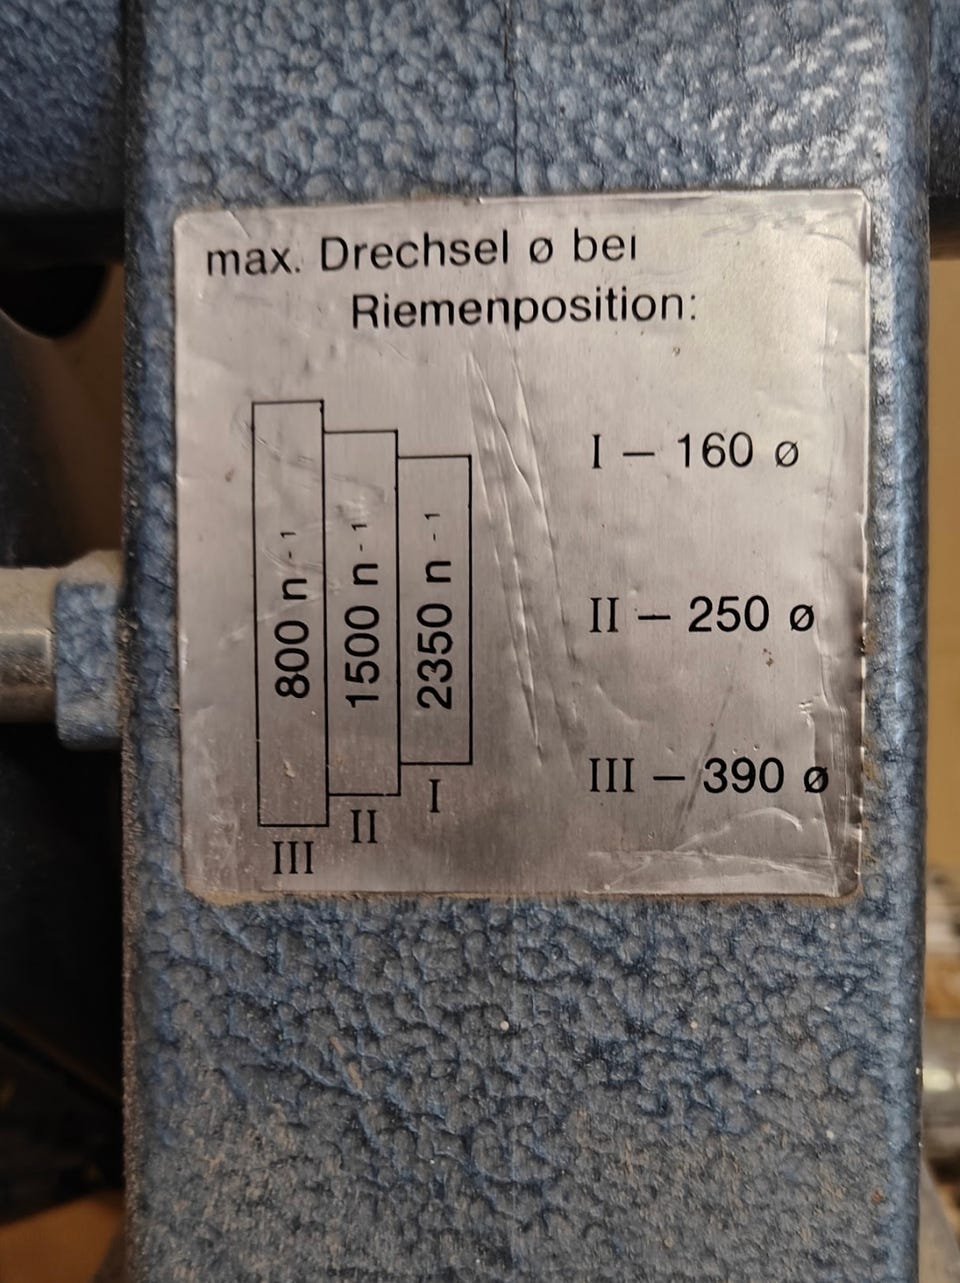 max. Drechsel ø bei
Riemenposition:
800 n⁻¹
1500 n⁻¹
2350 n⁻¹
III
II
I
I – 160 ø
II – 250 ø
III – 390 ø